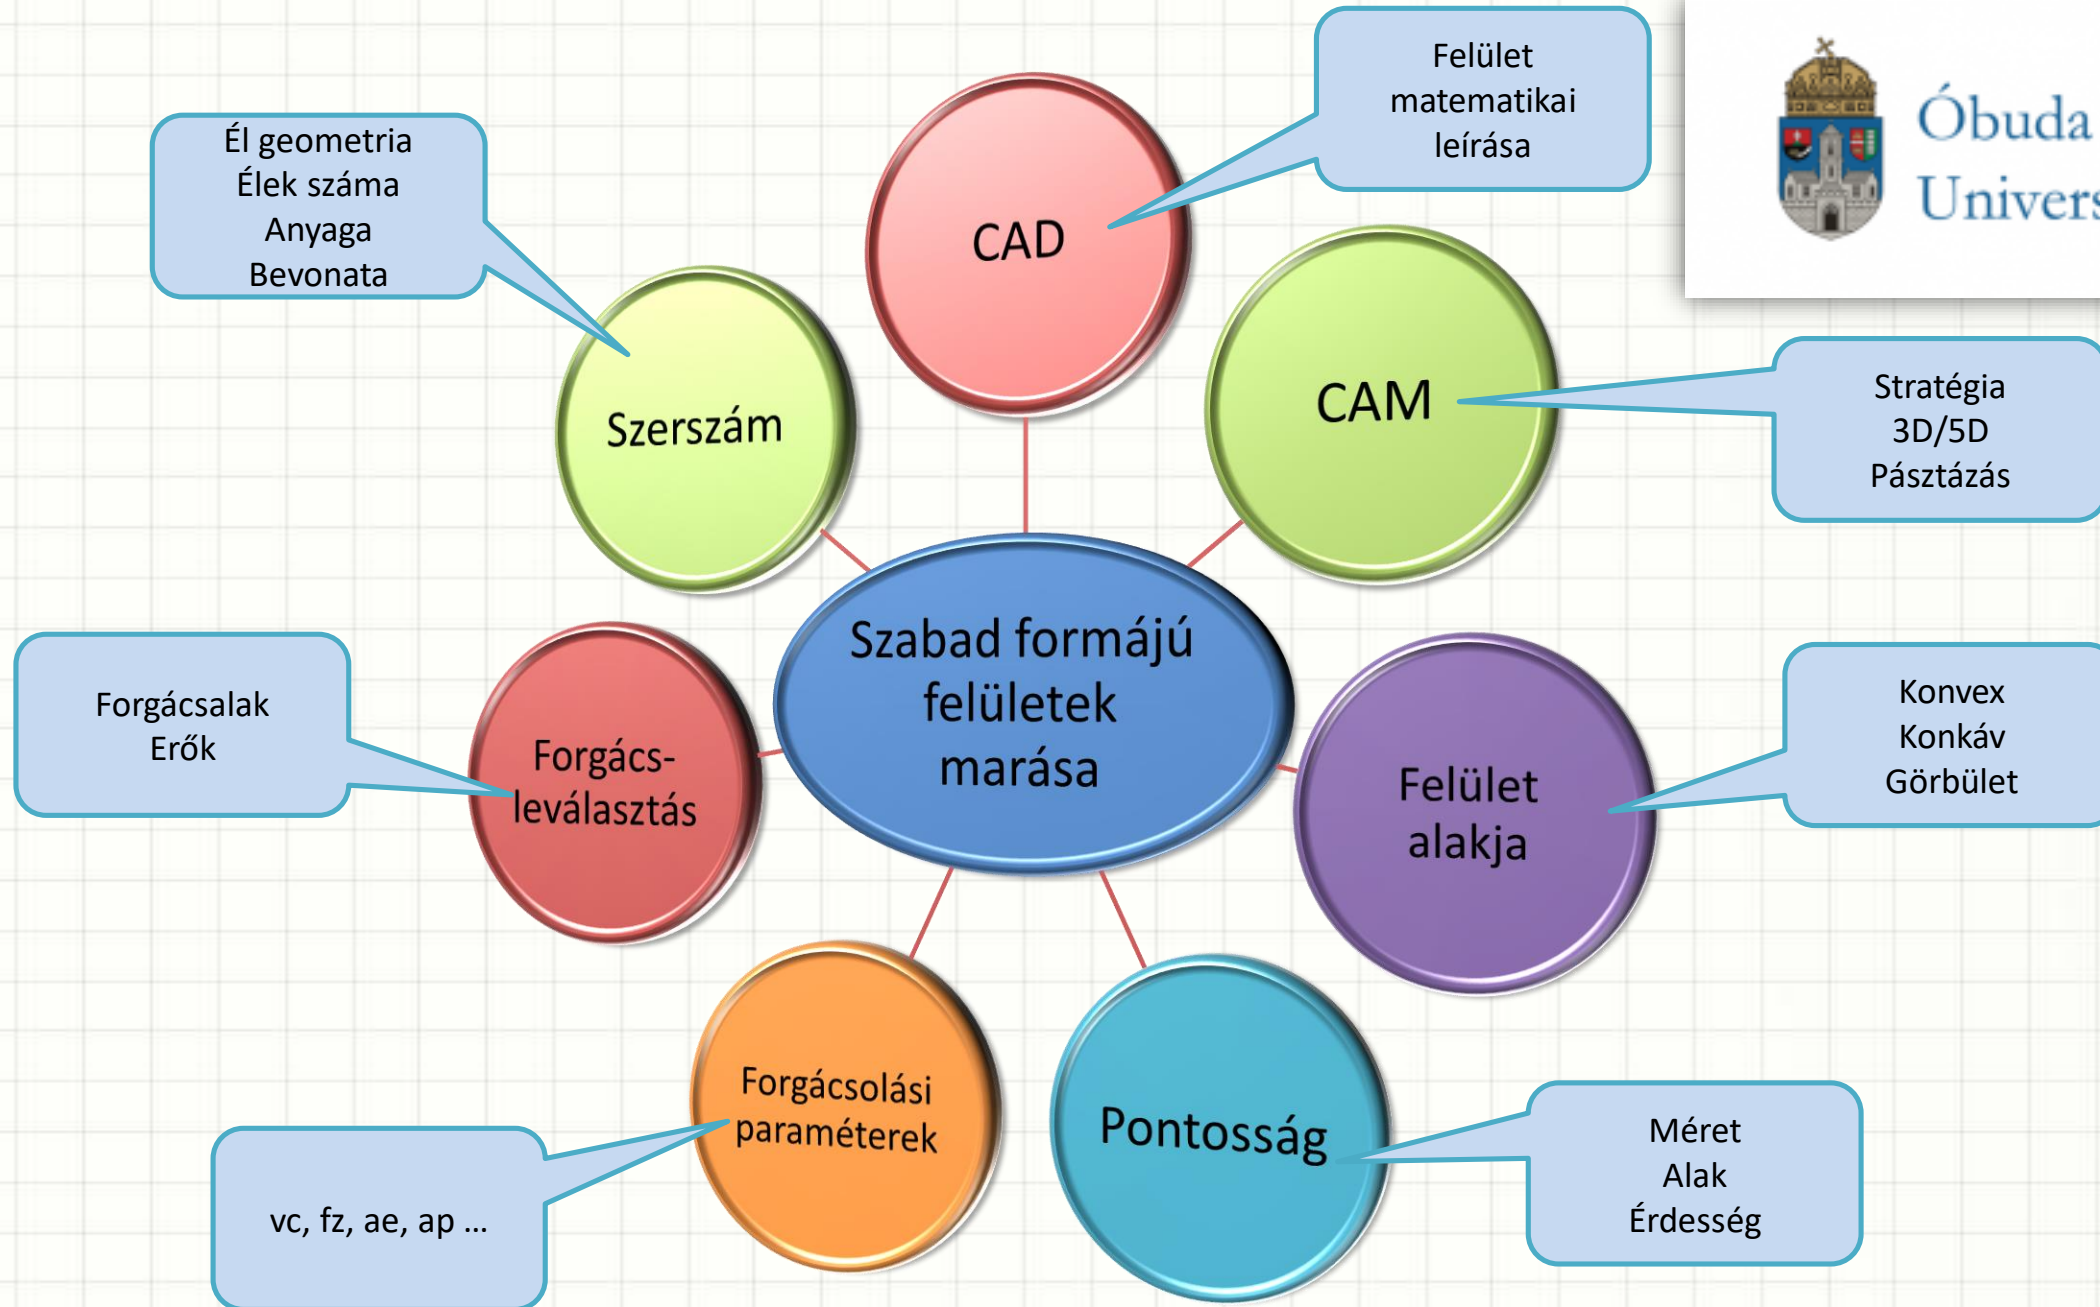 Felület
matematikai
leírása
Óbuda
Univers
Él geometria
Élek száma
Anyaga
Bevonata
CAD
CAM
Stratégia
3D/5D
Pásztázás
Szerszám
Szabad formájú
felületek
marása
Forgácsalak
Erők
Forgács-
leválasztás
Felület
alakja
Konvex
Konkáv
Görbület
Forgácsolási
paraméterek
vc, fz, ae, ap ...
Pontosság
Méret
Alak
Érdesség